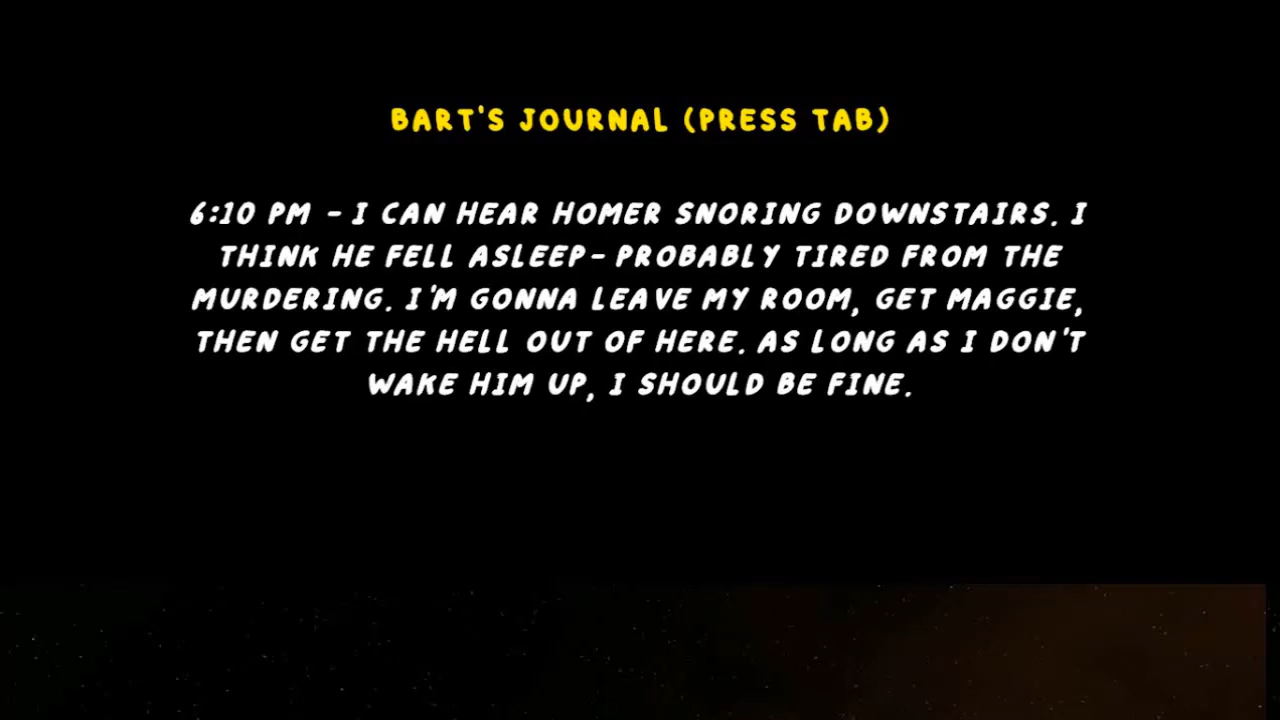 BART'S JOURNAL (PRESS TAB)
6:10 PM - I CAN HEAR HOMER SNORING DOWNSTAIRS. I
THINK HE FELL ASLEEP- PROBABLY TIRED FROM THE
MURDERING. I'M GONNA LEAVE MY ROOM, GET MAGGIE,
THEN GET THE HELL OUT OF HERE. AS LONG AS I DON'T
WAKE HIM UP, I SHOULD BE FINE.